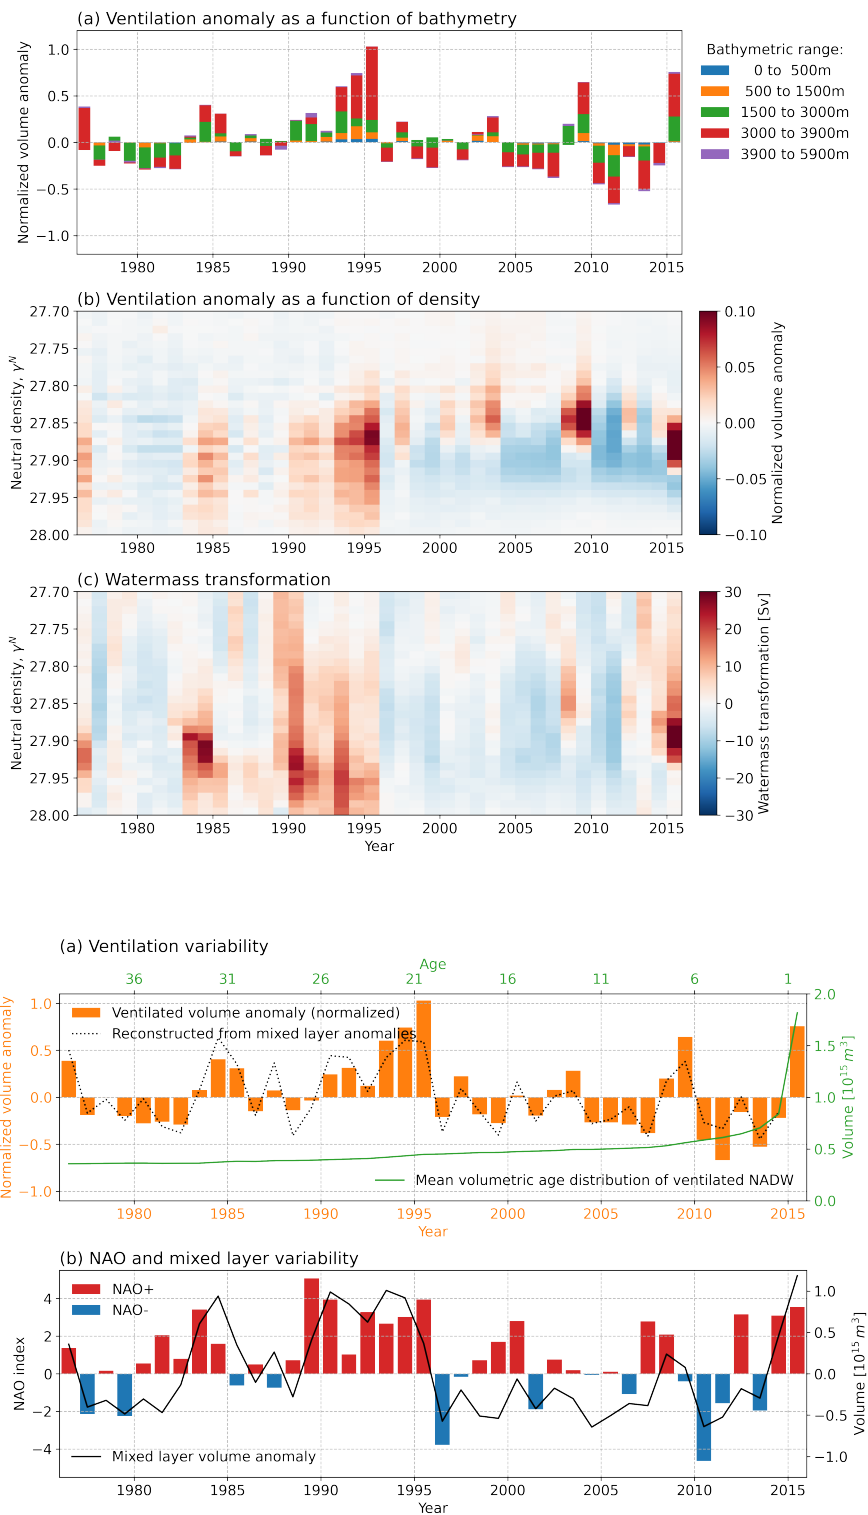 (a) Ventilation anomaly as a function of bathymetry
Normalized volume anomaly
1.0
0.5
0.0
−0.5
−1.0
1980 1985 1990 1995 2000 2005 2010 2015
Bathymetric range:
0 to 500m
500 to 1500m
1500 to 3000m
3000 to 3900m
3900 to 5900m
(b) Ventilation anomaly as a function of density
Neutral density, γᴺ
27.70
27.75
27.80
27.85
27.90
27.95
28.00
1980 1985 1990 1995 2000 2005 2010 2015
0.10
0.05
0.00
−0.05
−0.10
Normalized volume anomaly
(c) Watermass transformation
Neutral density, γᴺ
27.70
27.75
27.80
27.85
27.90
27.95
28.00
1980 1985 1990 1995 2000 2005 2010 2015
Year
30
20
10
0
−10
−20
−30
Watermass transformation [Sv]
(a) Ventilation variability
Age
36 31 26 21 16 11 6 1
Normalized volume anomaly
1.0
0.5
0.0
−0.5
−1.0
Ventilated volume anomaly (normalized)
Reconstructed from mixed layer anomalies
Mean volumetric age distribution of ventilated NADW
2.0
1.5
1.0
0.5
0.0
Volume [10¹⁵ m³]
1980 1985 1990 1995 2000 2005 2010 2015
Year
(b) NAO and mixed layer variability
NAO index
4
2
0
−2
−4
NAO+
NAO-
Mixed layer volume anomaly
1.0
0.5
0.0
−0.5
−1.0
Volume [10¹⁵ m³]
1980 1985 1990 1995 2000 2005 2010 2015
Year